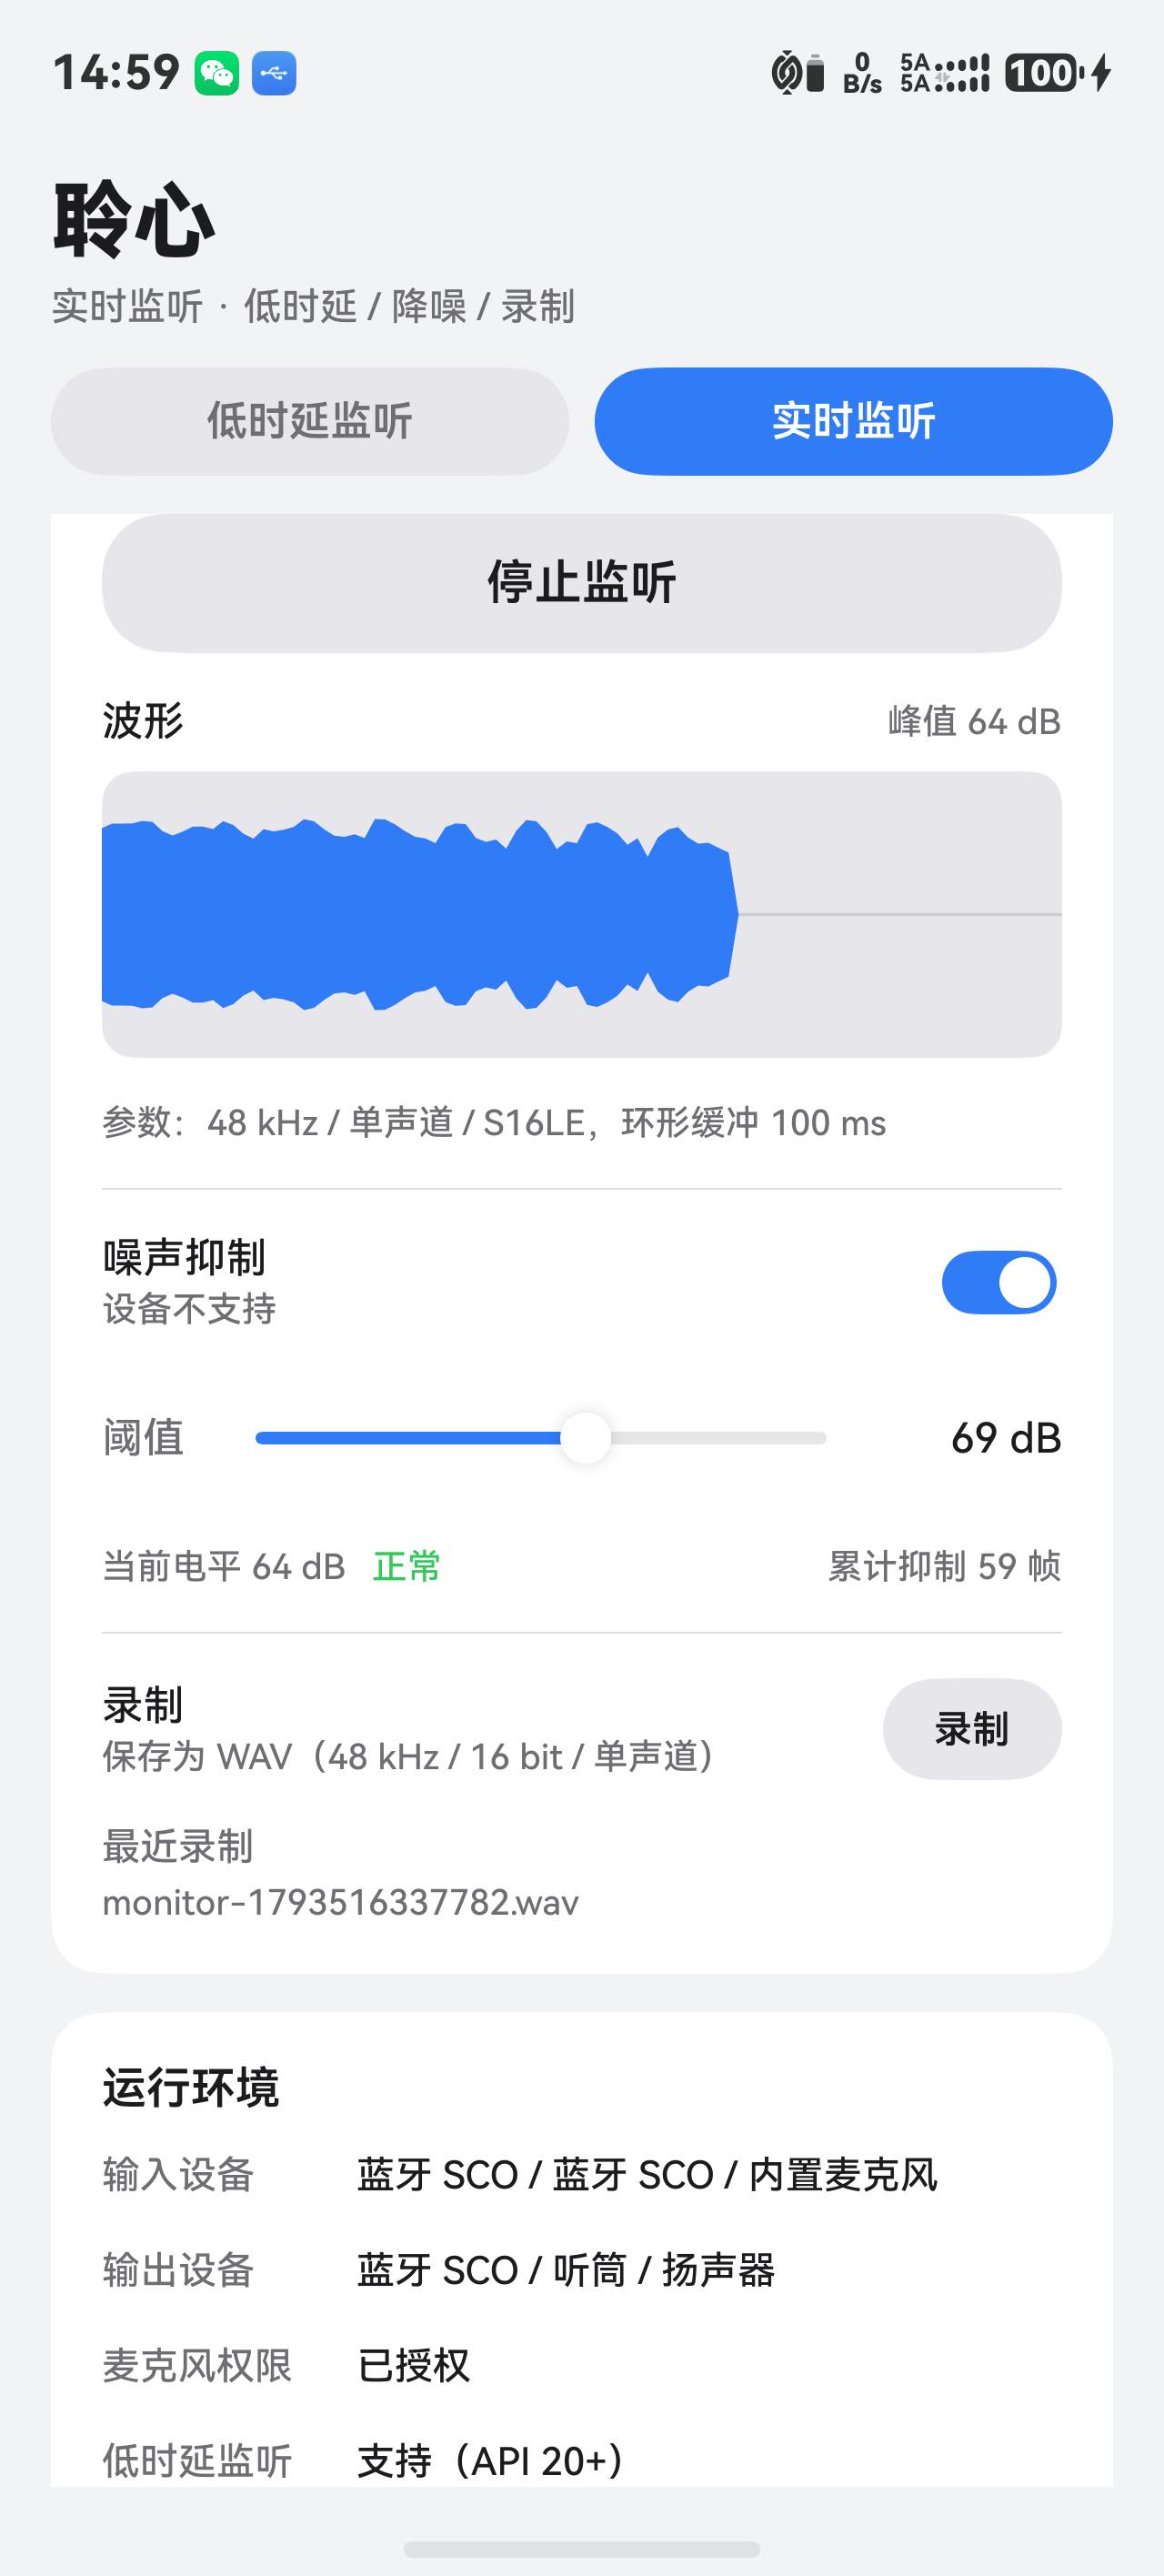 14:59
0 B/s
5A
5A
100
聆心
实时监听 · 低时延 / 降噪 / 录制
低时延监听 实时监听
停止监听
波形 峰值 64 dB
参数：48 kHz / 单声道 / S16LE，环形缓冲 100 ms
噪声抑制
设备不支持
阈值 69 dB
当前电平 64 dB 正常 累计抑制 59 帧
录制
保存为 WAV（48 kHz / 16 bit / 单声道）
录制
最近录制
monitor-1793516337782.wav
运行环境
输入设备 蓝牙 SCO / 蓝牙 SCO / 内置麦克风
输出设备 蓝牙 SCO / 听筒 / 扬声器
麦克风权限 已授权
低时延监听 支持（API 20+）